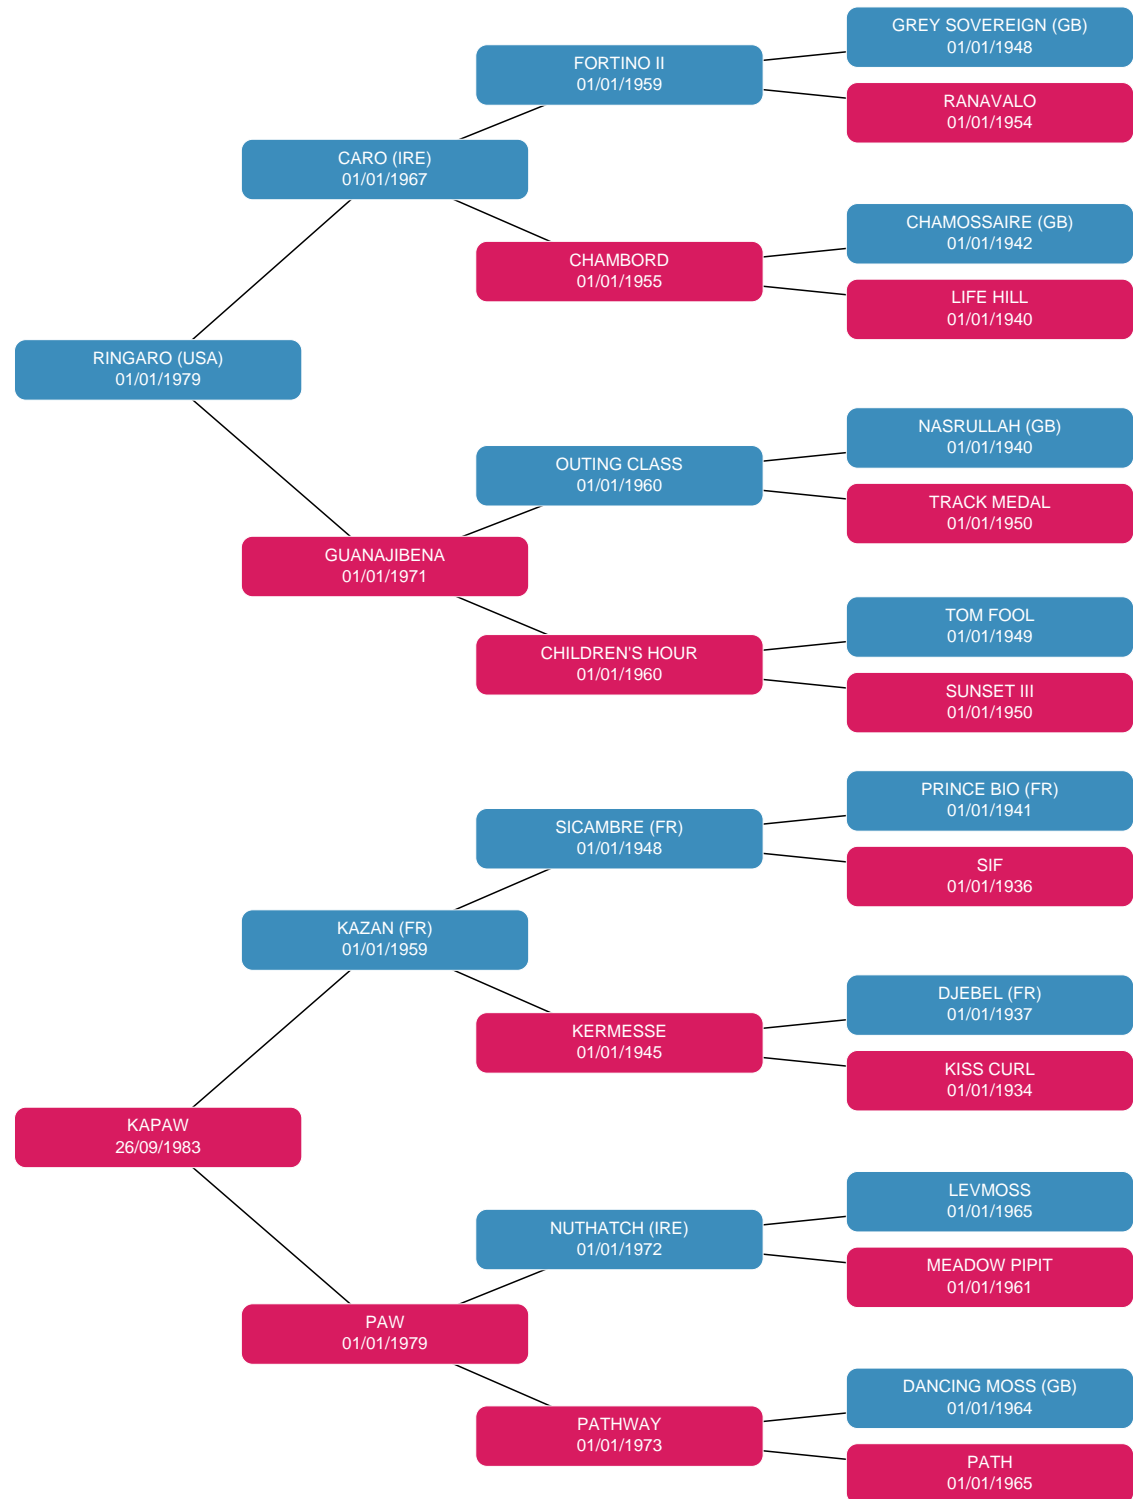 GREY SOVEREIGN (GB)
01/01/1948
FORTINO II
01/01/1959
RANAVALO
01/01/1954
CARO (IRE)
01/01/1967
CHAMOSSAIRE (GB)
01/01/1942
CHAMBORD
01/01/1955
LIFE HILL
01/01/1940
RINGARO (USA)
01/01/1979
NASRULLAH (GB)
01/01/1940
OUTING CLASS
01/01/1960
TRACK MEDAL
01/01/1950
GUANAJIBENA
01/01/1971
TOM FOOL
01/01/1949
CHILDREN'S HOUR
01/01/1960
SUNSET III
01/01/1950
PRINCE BIO (FR)
01/01/1941
SICAMBRE (FR)
01/01/1948
SIF
01/01/1936
KAZAN (FR)
01/01/1959
DJEBEL (FR)
01/01/1937
KERMESSE
01/01/1945
KISS CURL
01/01/1934
KAPAW
26/09/1983
LEVMOSS
01/01/1965
NUTHATCH (IRE)
01/01/1972
MEADOW PIPIT
01/01/1961
PAW
01/01/1979
DANCING MOSS (GB)
01/01/1964
PATHWAY
01/01/1973
PATH
01/01/1965